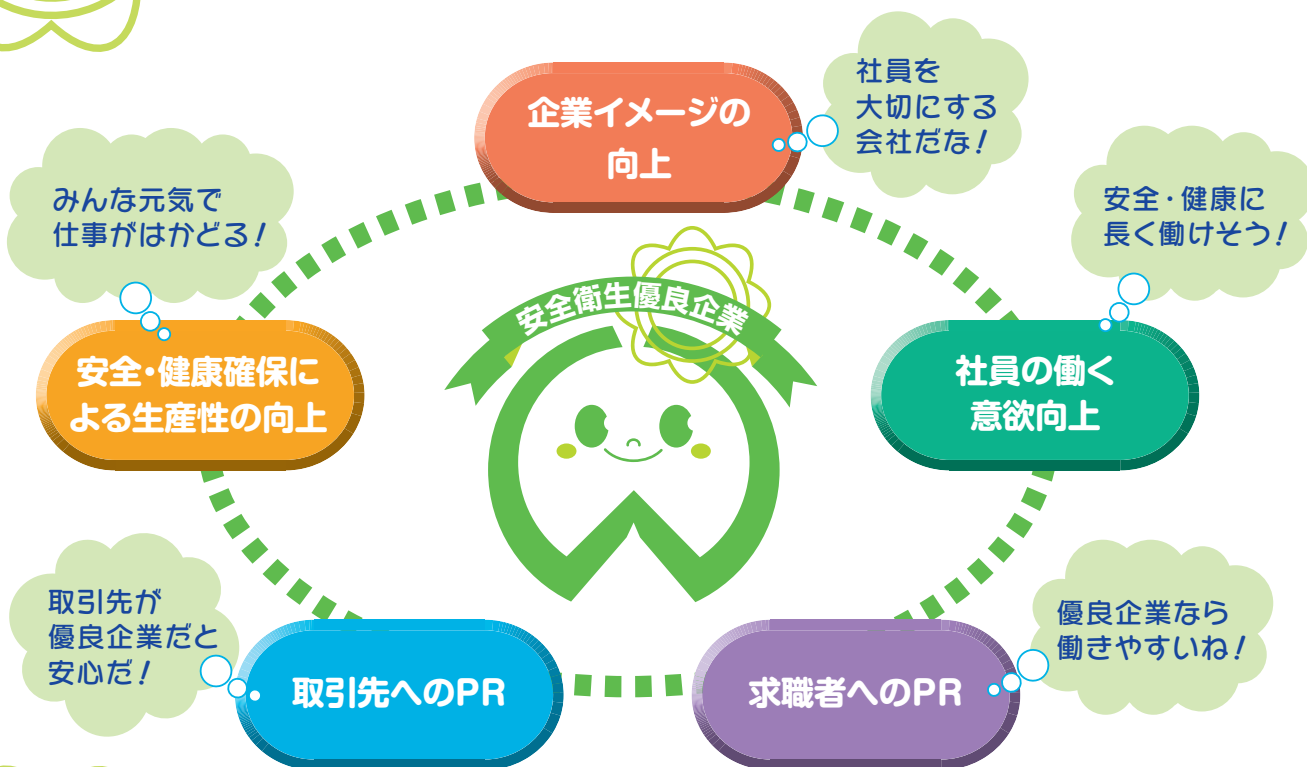 企業イメージの
向上
社員を
大切にする
会社だな！
みんな元気で
仕事がはかどる！
安全・健康に
長く働けそう！
安全衛生優良企業
安全・健康確保に
よる生産性の向上
社員の働く
意欲向上
取引先が
優良企業だと
安心だ！
取引先へのPR
求職者へのPR
優良企業なら
働きやすいね！